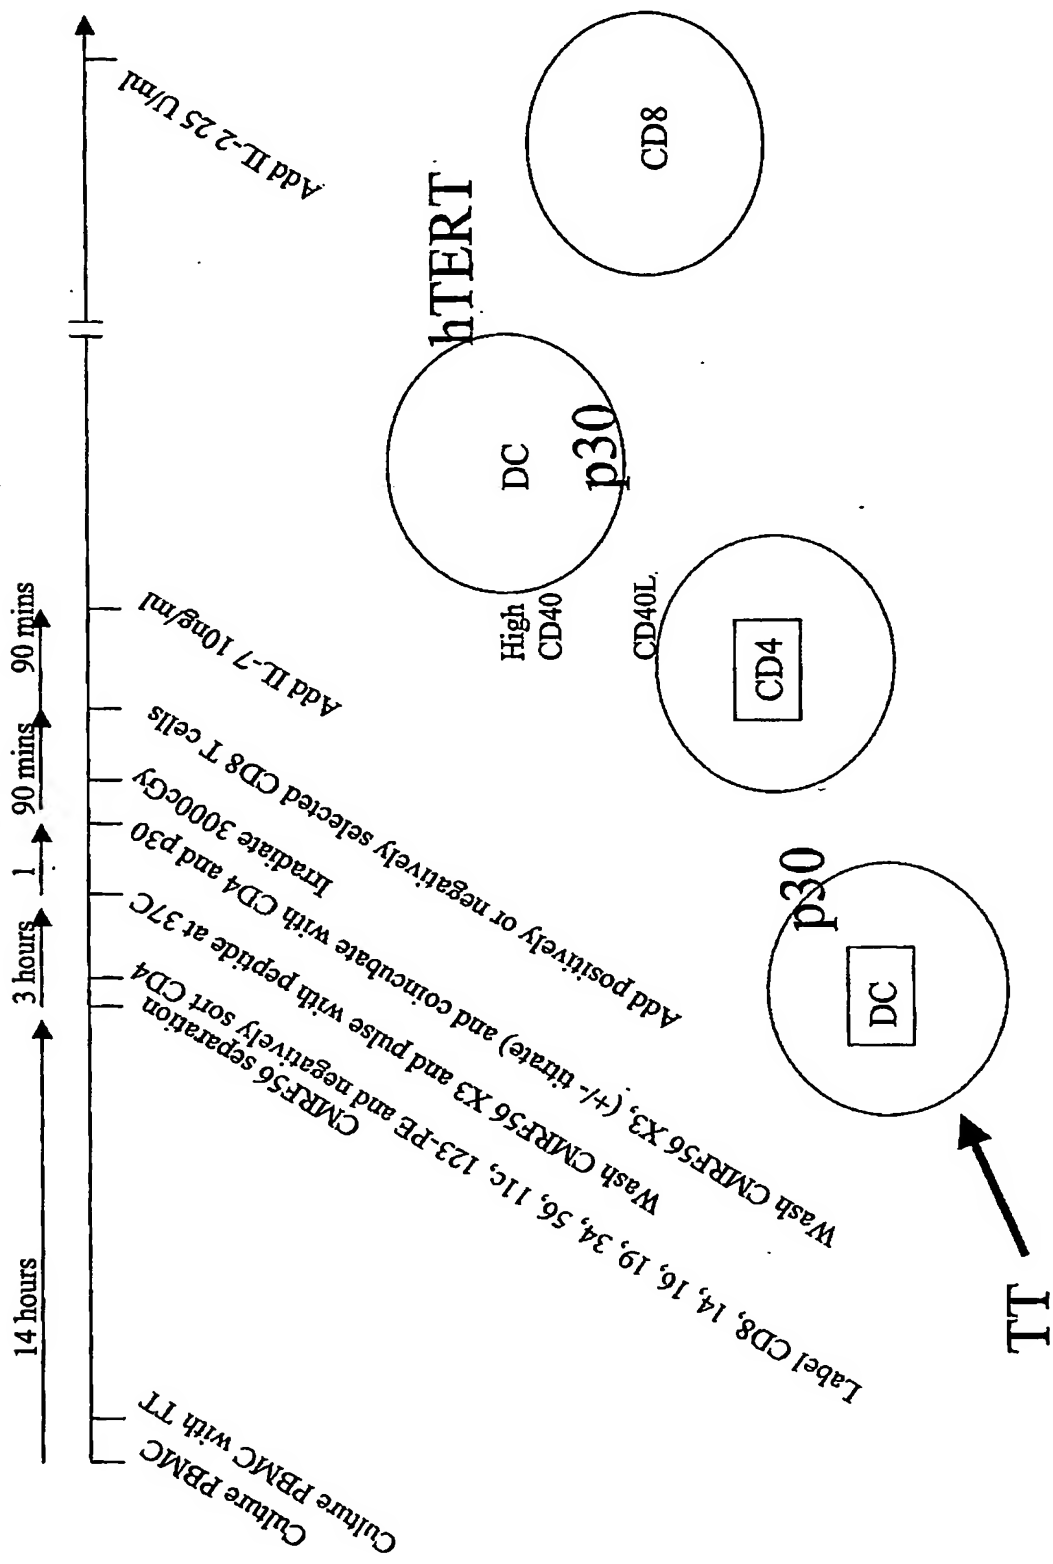 14 hours
3 hours
1
90 mins
90 mins
Culture PBMC
Culture PBMC with TT
CMRF56 separation
Label CD8, 14, 16, 19, 34, 56, 11c, 123-PE and negatively sort CD4
Wash CMRF56 X3 and pulse with peptide at 37C
Wash CMRF56 X3, (+/- titrate) and coincubate with CD4 and p30
Irradiate 3000cGy
Add positively or negatively selected CD8 T cells
Add IL-7 10ng/ml
Add IL-2 25 U/ml
TT
DC
p30
CD4
CD40L
High
CD40
DC
p30
hTERT
CD8